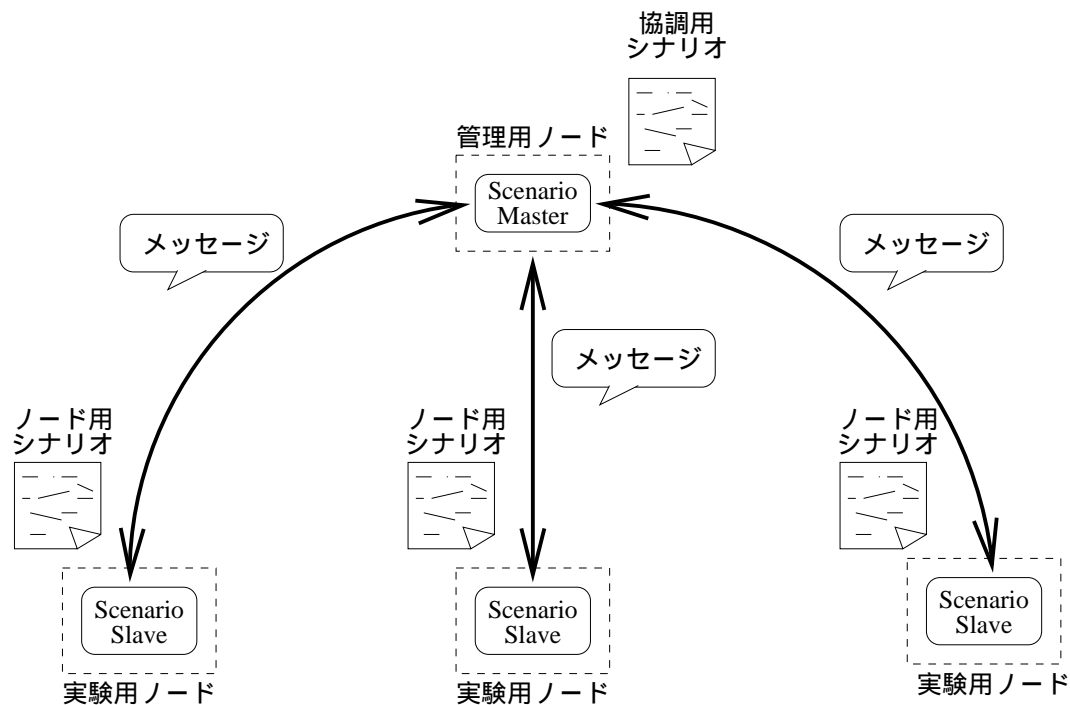 協調用
シナリオ
管理用ノード
Scenario
Master
メッセージ
メッセージ
メッセージ
ノード用
シナリオ
ノード用
シナリオ
ノード用
シナリオ
Scenario
Slave
Scenario
Slave
Scenario
Slave
実験用ノード
実験用ノード
実験用ノード